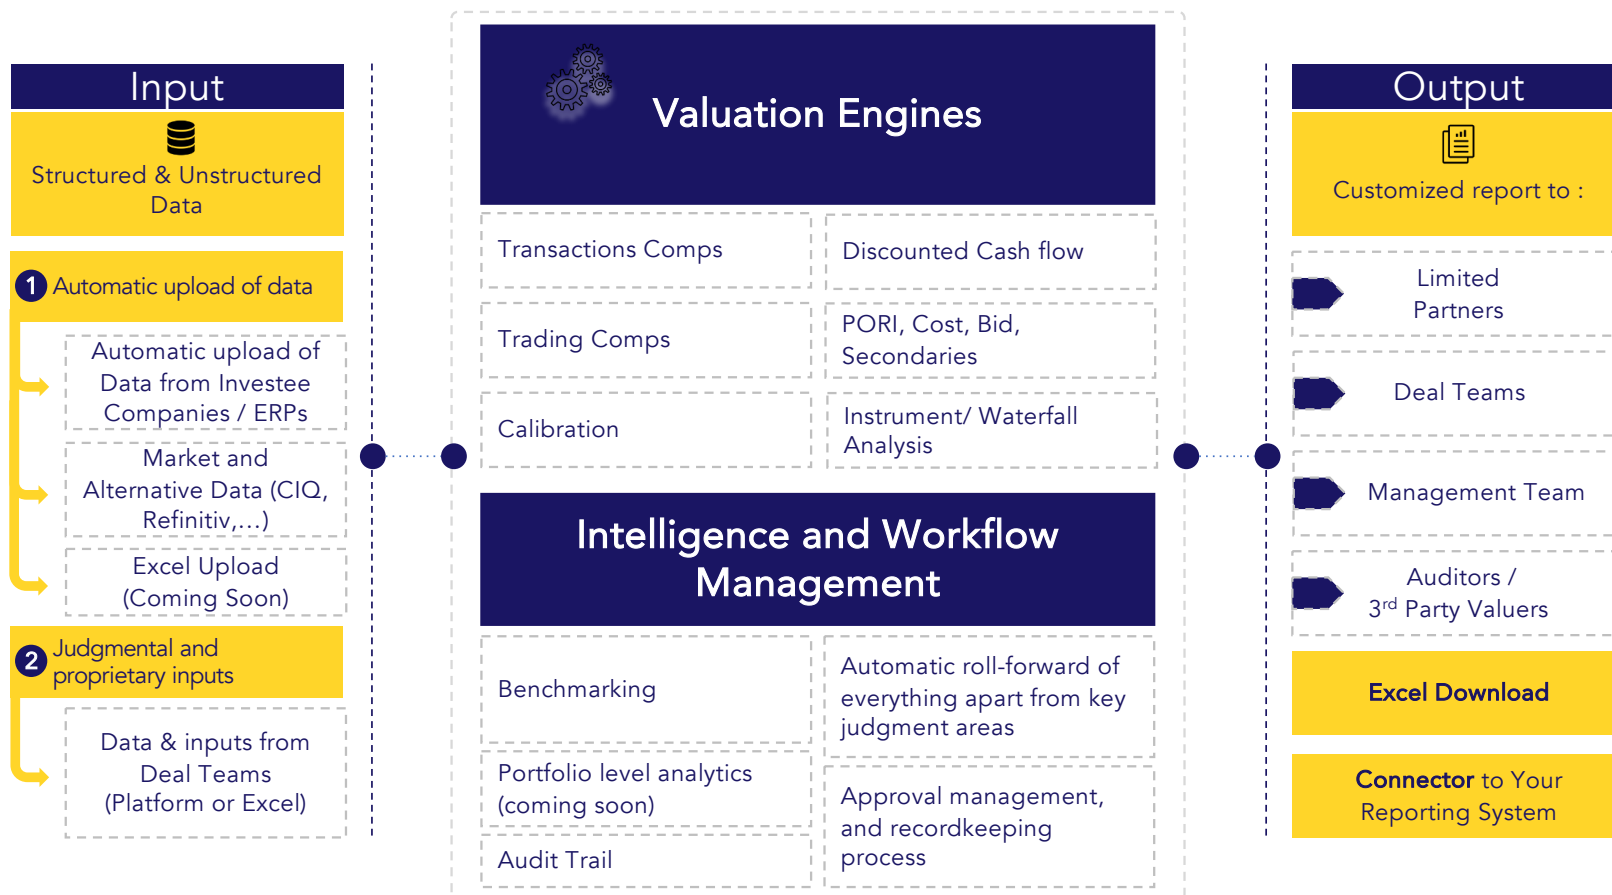 Input
Structured & Unstructured
Data
1 Automatic upload of data
Automatic upload of
Data from Investee
Companies / ERPs
Market and
Alternative Data (CIQ,
Refinitiv,...)
Excel Upload
(Coming Soon)
2 Judgmental and
proprietary inputs
Data & inputs from
Deal Teams
(Platform or Excel)
Valuation Engines
Transactions Comps
Discounted Cash flow
Trading Comps
PORI, Cost, Bid,
Secondaries
Calibration
Instrument/ Waterfall
Analysis
Intelligence and Workflow
Management
Benchmarking
Automatic roll-forward of
everything apart from key
judgment areas
Portfolio level analytics
(coming soon)
Approval management,
and recordkeeping
process
Audit Trail
Output
Customized report to :
Limited
Partners
Deal Teams
Management Team
Auditors /
3rd Party Valuers
Excel Download
Connector to Your
Reporting System